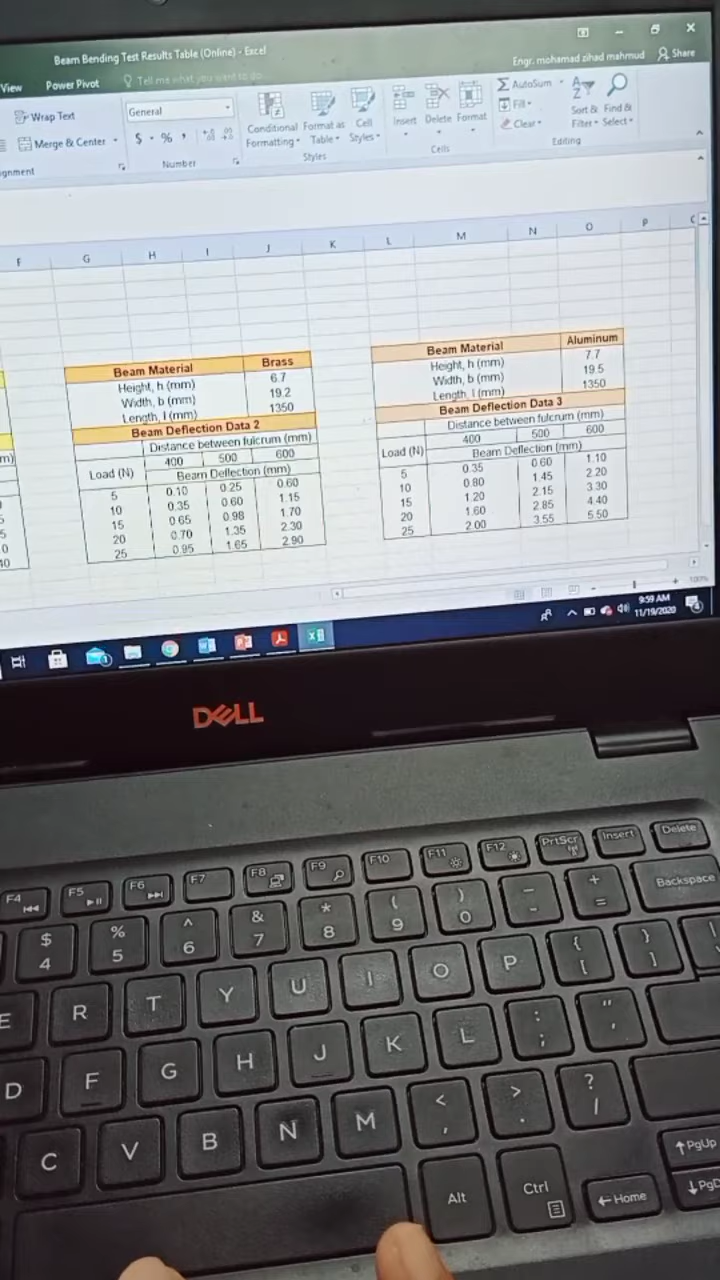 Beam Bending Test Results Table (Online) - Excel
Engr. mohamad zihad mahmud Share
View Power Pivot Tell me what you want to do
Wrap Text
Merge & Center
General
$ % ,
Number
Conditional Formatting
Format as Table
Cell Styles
Styles
Insert Delete Format
Cells
AutoSum
Fill
Clear
Sort & Filter
Find & Select
Editing
F G H I J K L M N O P
Beam Material Brass
Height, h (mm) 6.7
Width, b (mm) 19.2
Length, l (mm) 1350
Beam Deflection Data 2
Distance between fulcrum (mm)
Load (N) 400 500 600
Beam Deflection (mm)
5 0.10 0.25 0.60
10 0.35 0.60 1.15
15 0.65 0.98 1.70
20 0.70 1.35 2.30
25 0.95 1.65 2.90
Beam Material Aluminum
Height, h (mm) 7.7
Width, b (mm) 19.5
Length, l (mm) 1350
Beam Deflection Data 3
Distance between fulcrum (mm)
Load (N) 400 500 600
Beam Deflection (mm)
5 0.35 0.60 1.10
10 0.80 1.45 2.20
15 1.20 2.15 3.30
20 1.60 2.85 4.40
25 2.00 3.55 5.50
100%
9:59 AM
11/19/2020
DELL
F4 F5 F6 F7 F8 F9 F10 F11 F12 PrtScr Insert Delete
$ 4 % 5 ^ 6 & 7 * 8 ( 9 ) 0 _ - + = Backspace
E R T Y U I O P { [ } ]
D F G H J K L : ; " '
C V B N M < , > . ? /
Alt Ctrl Home PgUp